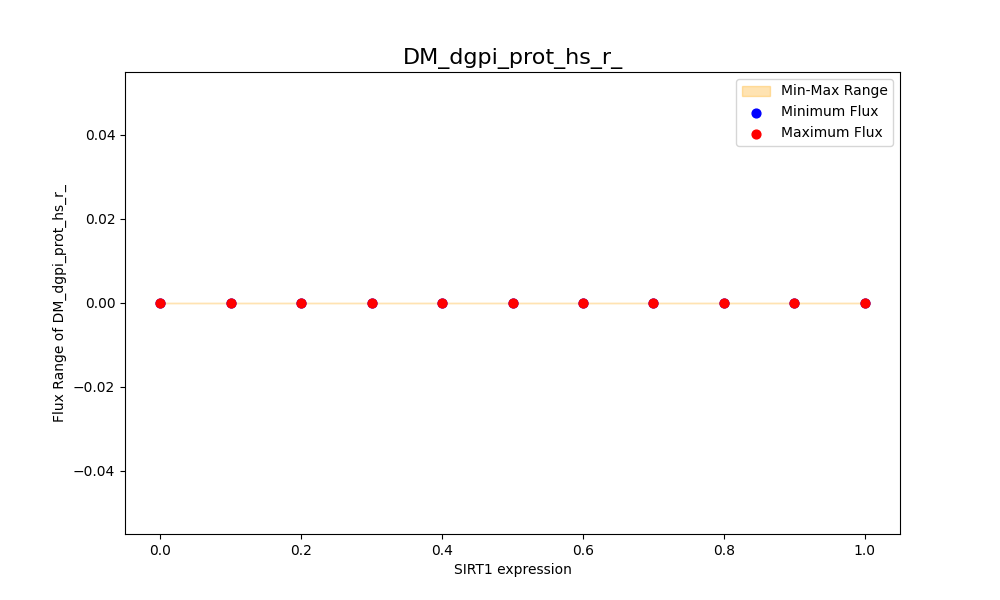 DM_dgpi_prot_hs_r_
Min-Max Range
Minimum Flux
Maximum Flux
Flux Range of DM_dgpi_prot_hs_r_
0.04
0.02
0.00
−0.02
−0.04
0.0 0.2 0.4 0.6 0.8 1.0
SIRT1 expression